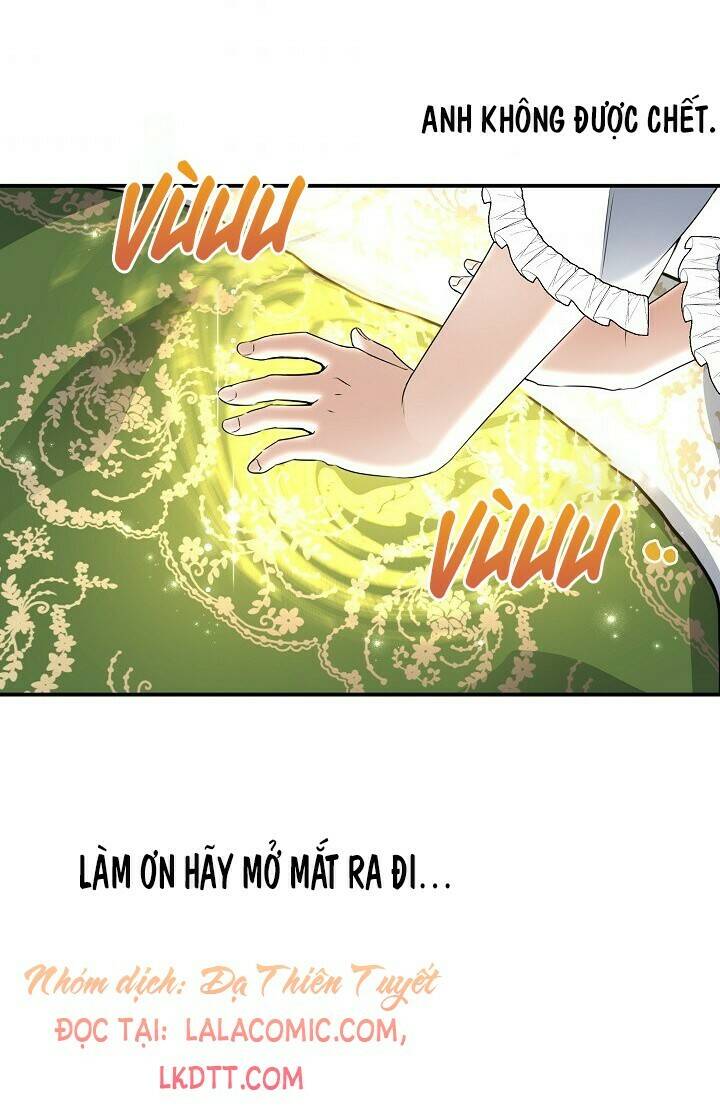 ANH KHÔNG ĐƯỢC CHẾT.
VÙUU
VÙUU
LÀM ƠN HÃY MỞ MẮT RA ĐI...
Nhóm dịch: Dạ Thiên Tuyết
ĐỌC TẠI: LALACOMIC.COM,
LKDTT.COM